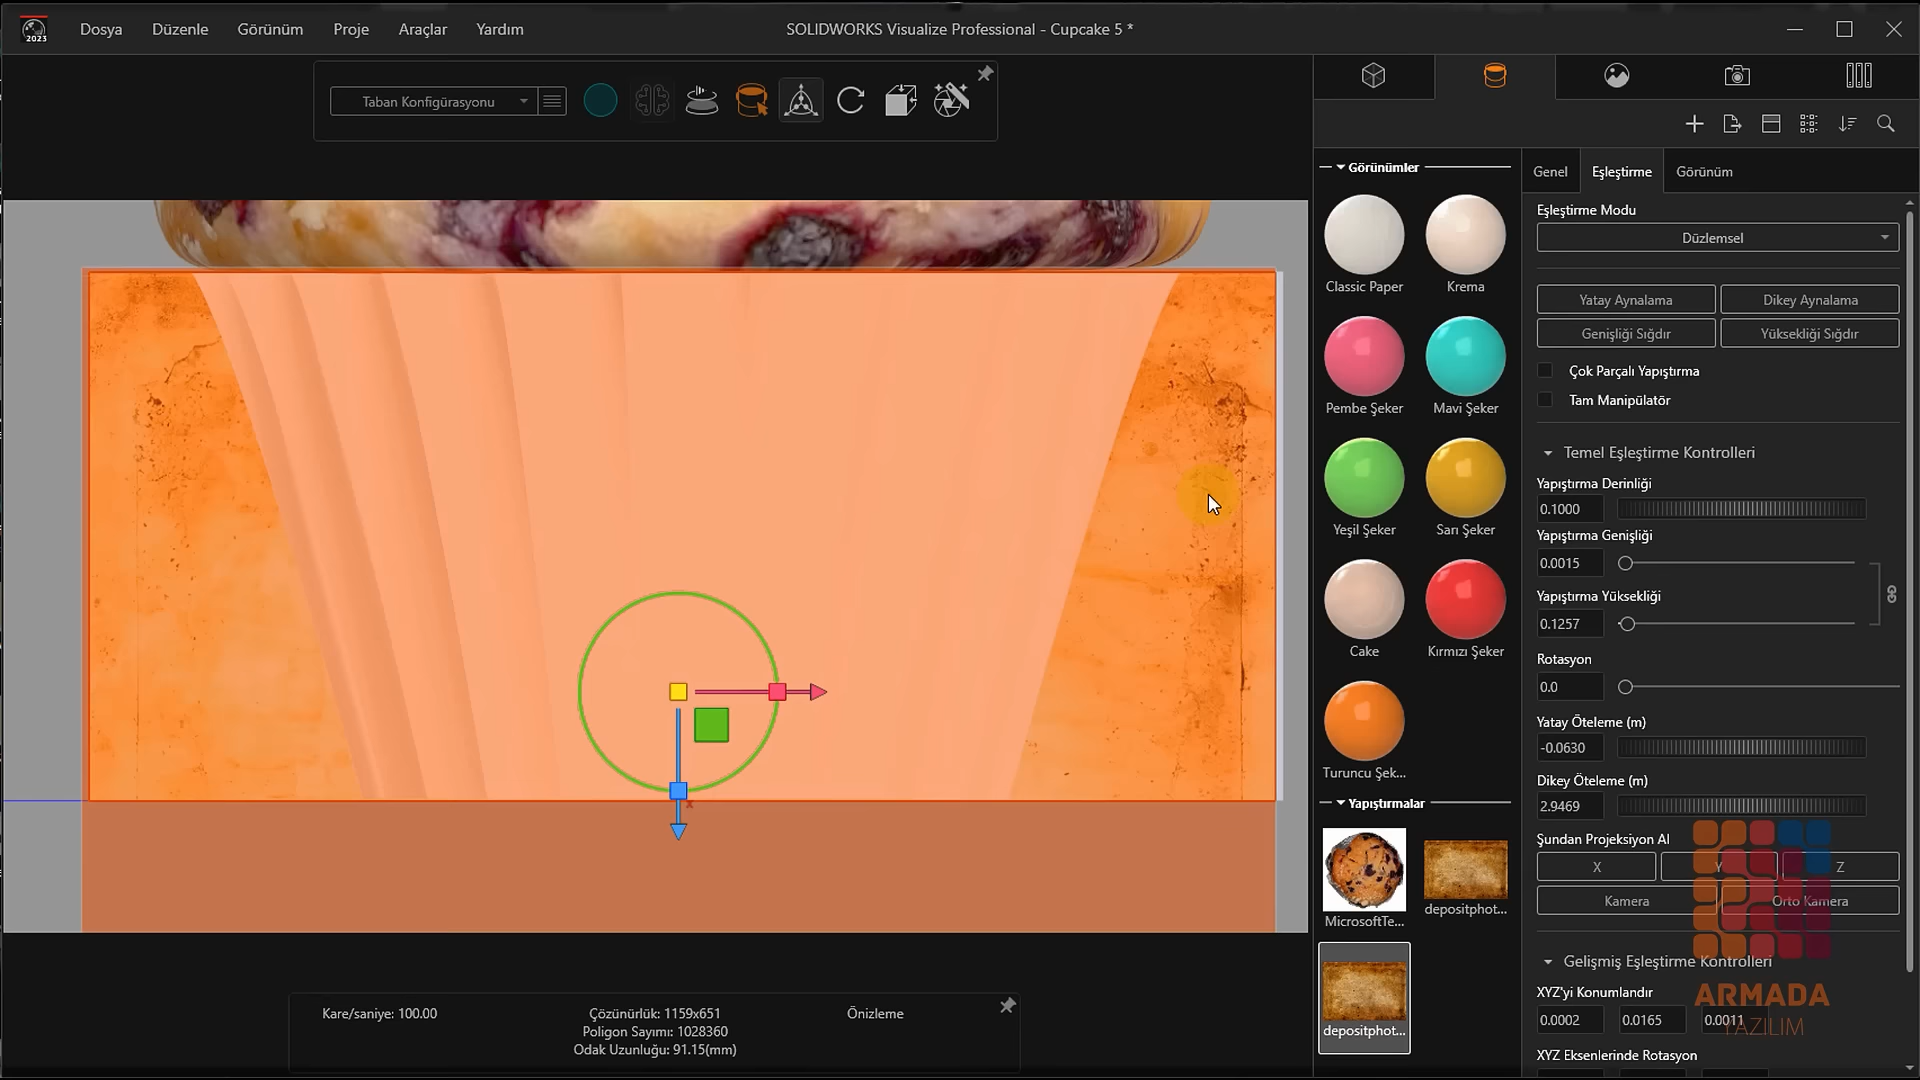 2023
Dosya
Düzenle
Görünüm
Proje
Araçlar
Yardım
SOLIDWORKS Visualize Professional - Cupcake 5 *
Taban Konfigürasyonu
Görünümler
Classic Paper
Krema
Pembe Şeker
Mavi Şeker
Yeşil Şeker
Sarı Şeker
Cake
Kırmızı Şeker
Turuncu Şek...
Yapıştırmalar
MicrosoftTe...
depositphot...
depositphot...
Genel
Eşleştirme
Görünüm
Eşleştirme Modu
Düzlemsel
Yatay Aynalama
Dikey Aynalama
Genişliği Sığdır
Yüksekliği Sığdır
Çok Parçalı Yapıştırma
Tam Manipülatör
Temel Eşleştirme Kontrolleri
Yapıştırma Derinliği
0.1000
Yapıştırma Genişliği
0.0015
Yapıştırma Yüksekliği
0.1257
Rotasyon
0.0
Yatay Öteleme (m)
-0.0630
Dikey Öteleme (m)
2.9469
Şundan Projeksiyon Al
X
Y
Z
Kamera
Orto Kamera
Gelişmiş Eşleştirme Kontrolleri
XYZ'yi Konumlandır
0.0002
0.0165
0.0011
XYZ Eksenlerinde Rotasyon
ARMADA
YAZILIM
Kare/saniye: 100.00
Çözünürlük: 1159x651
Poligon Sayımı: 1028360
Odak Uzunluğu: 91.15(mm)
Önizleme